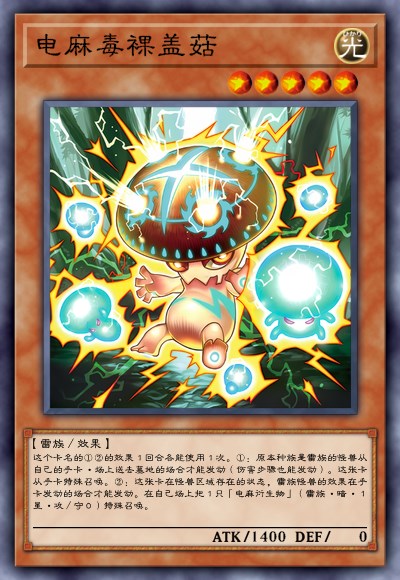 电麻毒裸盖菇
ひかり
光
【雷族／效果】
这个卡名的①②的效果1回合各能使用1次。①：原本种族是雷族的怪兽从
自己的手卡・场上送去墓地的场合才能发动（伤害步骤也能发动）。这张卡
从手卡特殊召唤。②：这张卡在怪兽区域存在的状态，雷族怪兽的效果在手
卡发动的场合才能发动。在自己场上把1只「电麻衍生物」（雷族・暗・1
星・攻／守0）特殊召唤。
ATK/1400 DEF/ 0